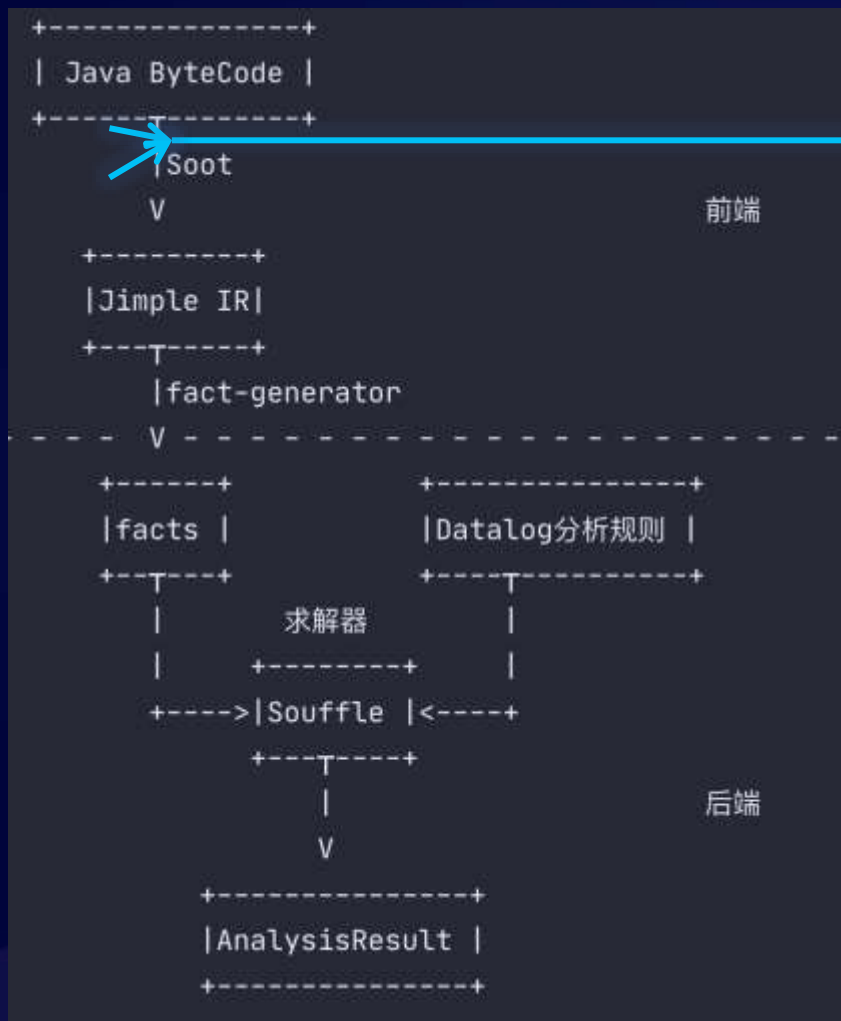 Java ByteCode
Soot
前端
Jimple IR
fact-generator
facts
Datalog分析规则
求解器
Souffle
后端
AnalysisResult